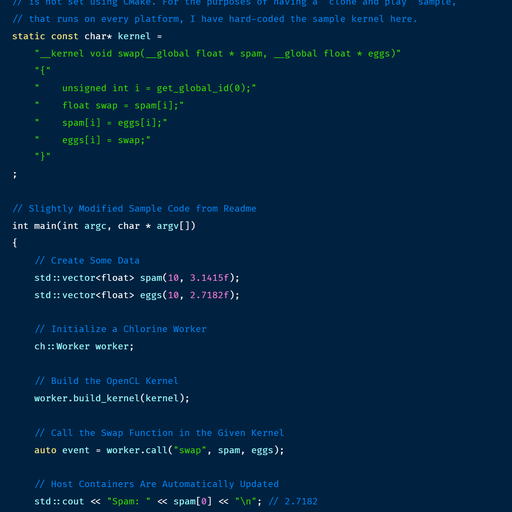 // is not set using CMake. For the purposes of having a "clone and play" sample,
// that runs on every platform, I have hard-coded the sample kernel here.
static const char* kernel =
    "__kernel void swap(__global float * spam, __global float * eggs)"
    "{"
    "    unsigned int i = get_global_id(0);"
    "    float swap = spam[i];"
    "    spam[i] = eggs[i];"
    "    eggs[i] = swap;"
    "}"
;
// Slightly Modified Sample Code from Readme
int main(int argc, char * argv[])
{
    // Create Some Data
    std::vector<float> spam(10, 3.1415f);
    std::vector<float> eggs(10, 2.7182f);
    // Initialize a Chlorine Worker
    ch::Worker worker;
    // Build the OpenCL Kernel
    worker.build_kernel(kernel);
    // Call the Swap Function in the Given Kernel
    auto event = worker.call("swap", spam, eggs);
    // Host Containers Are Automatically Updated
    std::cout << "Spam: " << spam[0] << "\n"; // 2.7182